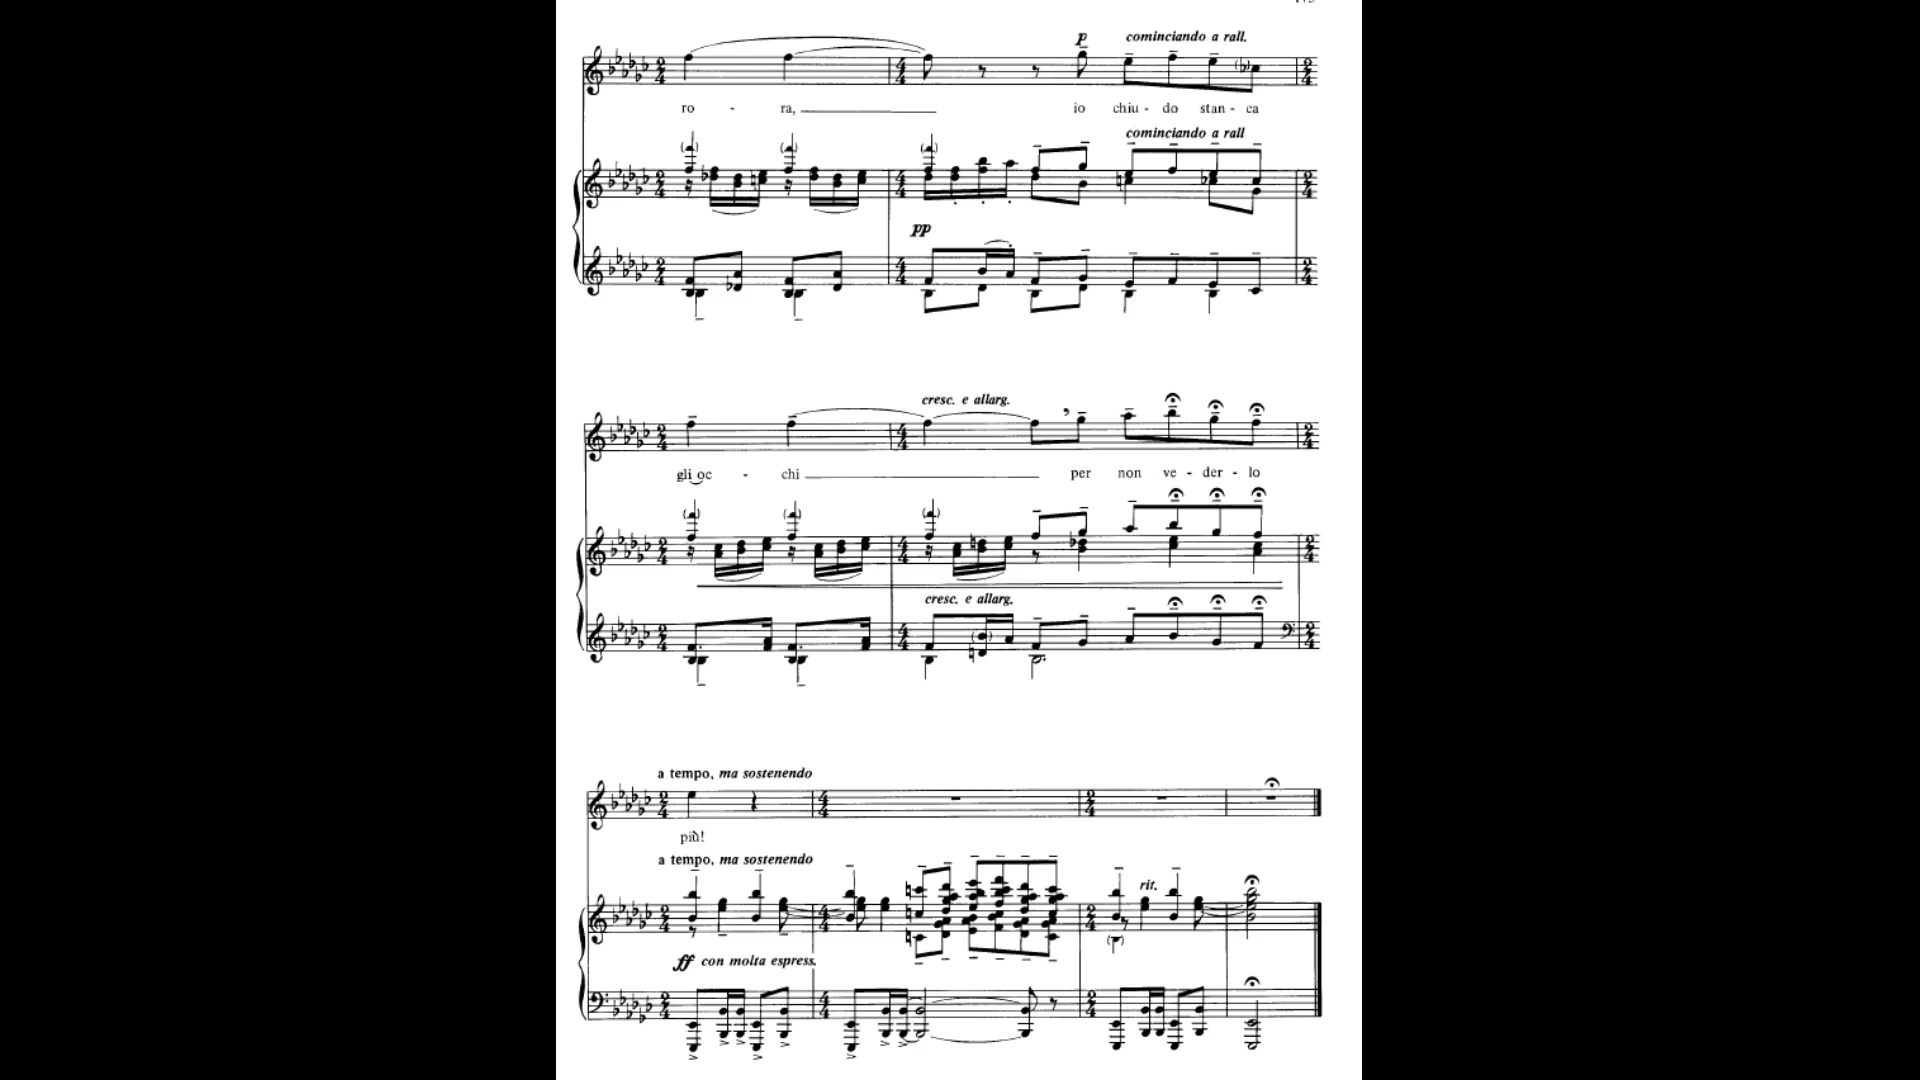 p cominciando a rall.
ro - ra, io chiu - do stan - ca
cominciando a rall
pp
cresc. e allarg.
gli oc - chi per non ve - der - lo
cresc. e allarg.
a tempo, ma sostenendo
più!
a tempo, ma sostenendo
rit.
ff con molta espress.